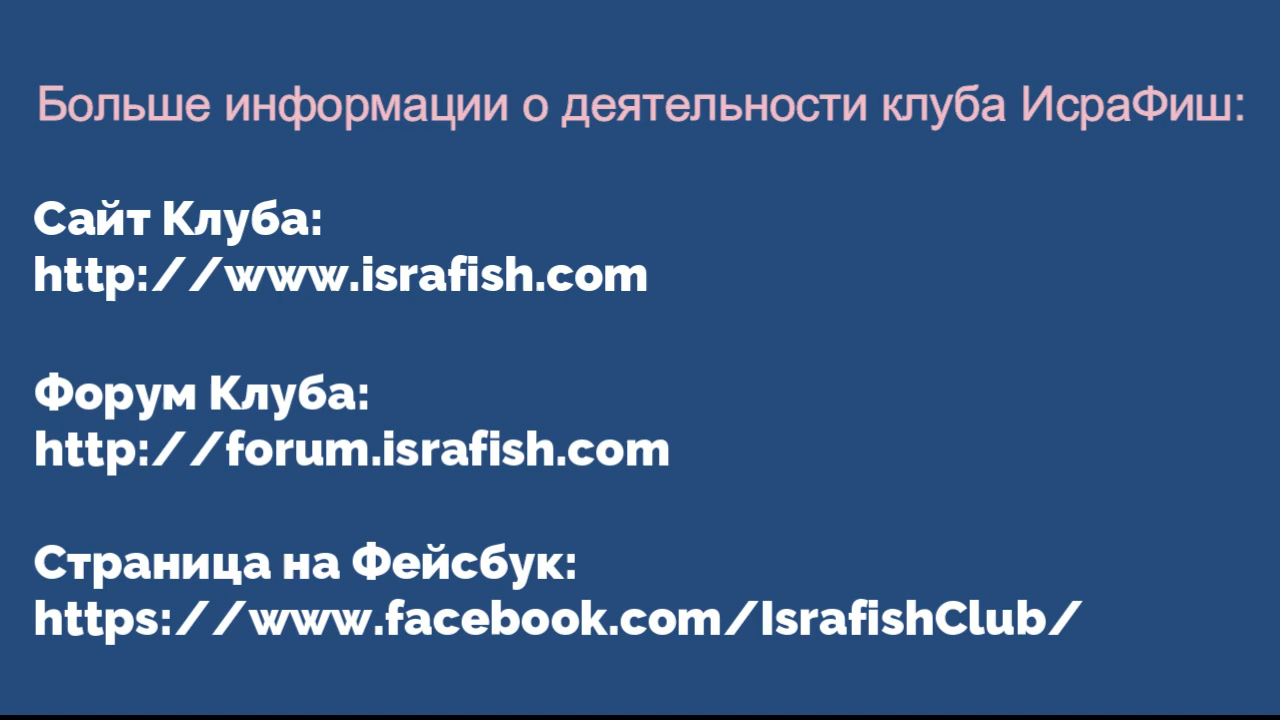 Больше информации о деятельности клуба ИсраФиш:
Сайт Клуба:
http://www.israfish.com
Форум Клуба:
http://forum.israfish.com
Страница на Фейсбук:
https://www.facebook.com/IsrafishClub/